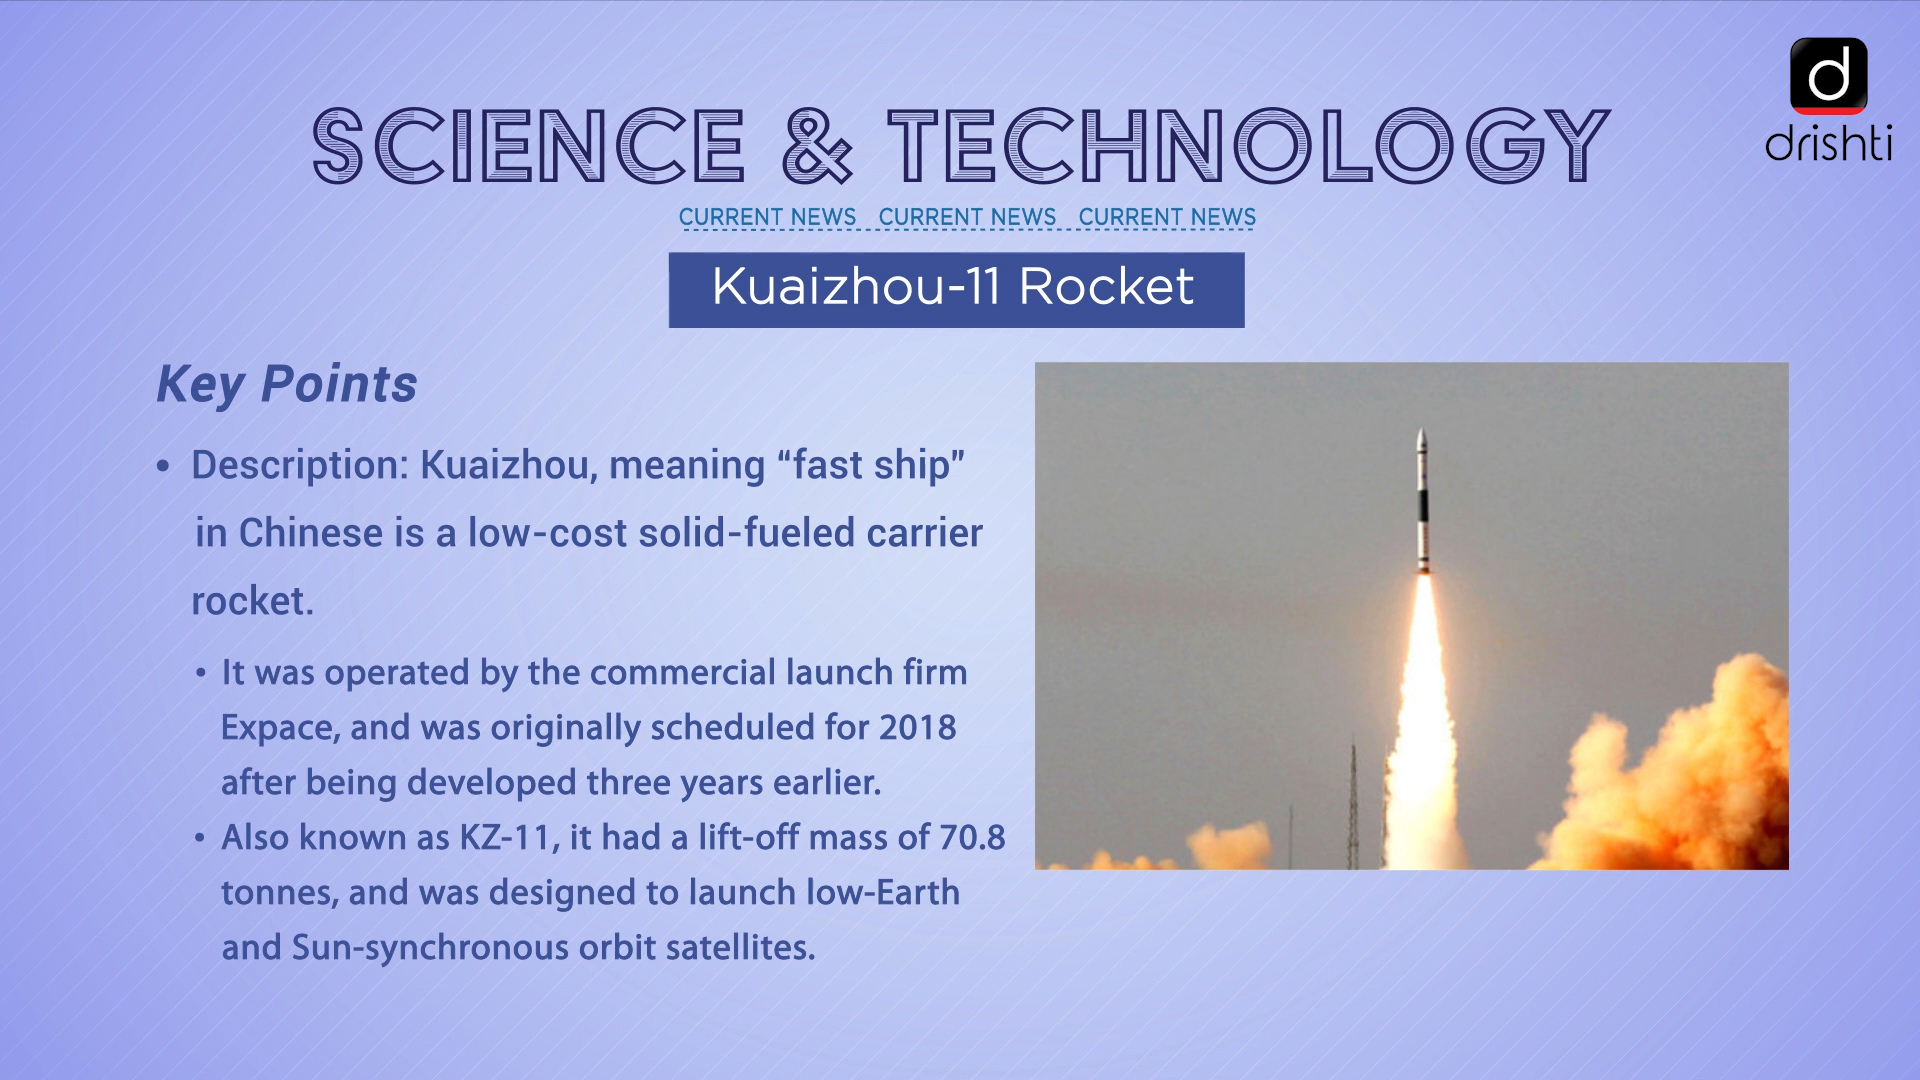 d
drishti
SCIENCE & TECHNOLOGY
CURRENT NEWS CURRENT NEWS CURRENT NEWS
Kuaizhou-11 Rocket
Key Points
• Description: Kuaizhou, meaning “fast ship”
in Chinese is a low-cost solid-fueled carrier
rocket.
• It was operated by the commercial launch firm
Expace, and was originally scheduled for 2018
after being developed three years earlier.
• Also known as KZ-11, it had a lift-off mass of 70.8
tonnes, and was designed to launch low-Earth
and Sun-synchronous orbit satellites.